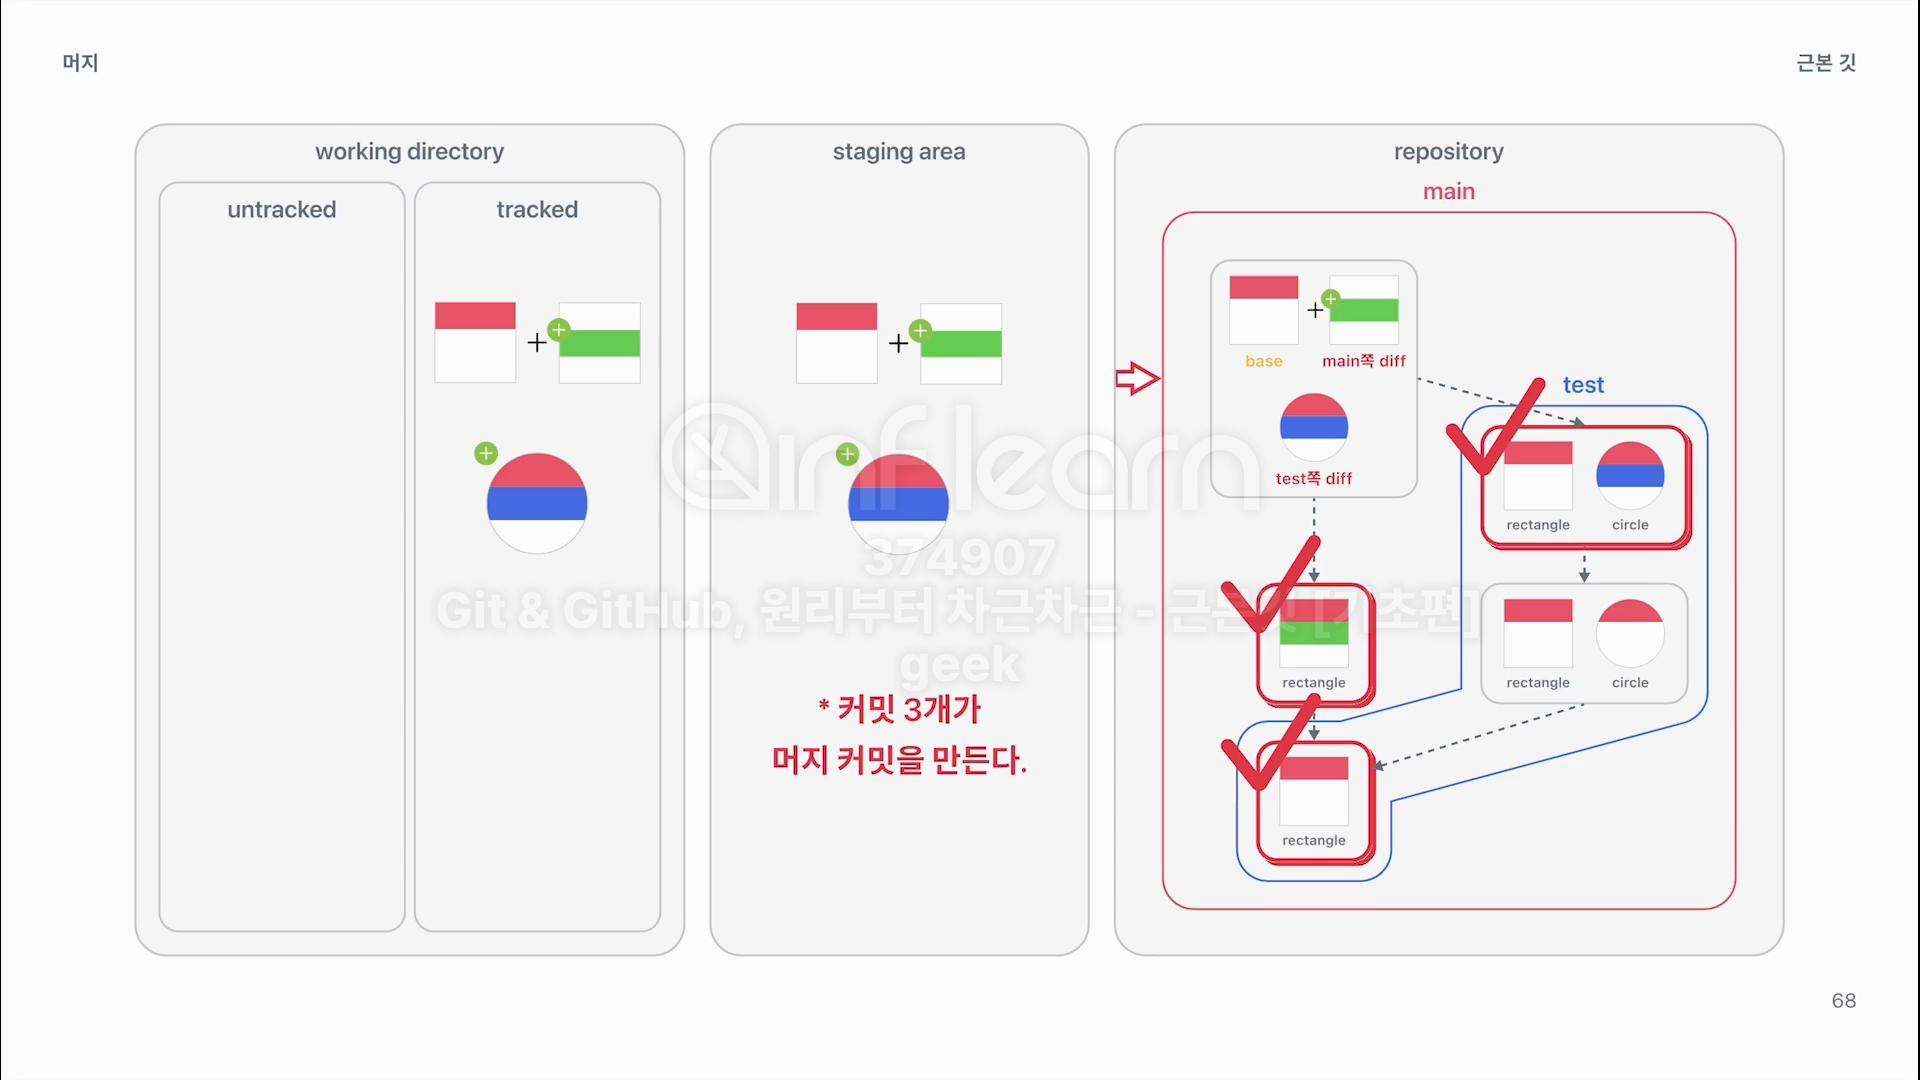 머지
근본 깃
working directory
untracked
tracked
staging area
* 커밋 3개가
머지 커밋을 만든다.
repository
main
base
main쪽 diff
test쪽 diff
test
rectangle
circle
rectangle
rectangle
circle
rectangle
inflearn
374907
Git & GitHub, 원리부터 차근차근 - 근본깃 [기초편]
geek
68